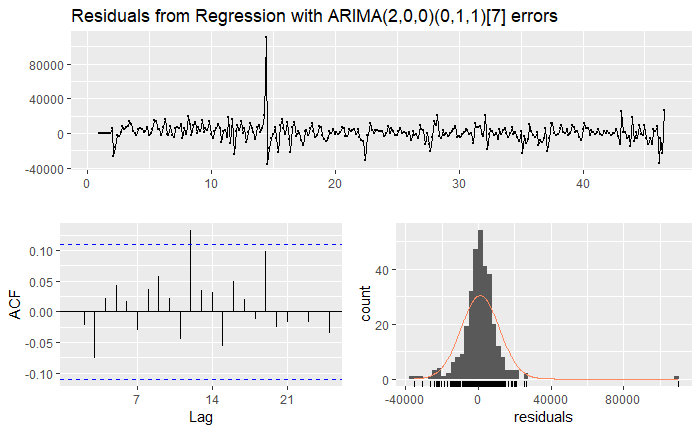 Residuals from Regression with ARIMA(2,0,0)(0,1,1)[7] errors
80000
40000
0
-40000
0 10 20 30 40
0.10
0.05
0.00
-0.05
-0.10
ACF
7 14 21
Lag
40
20
0
count
-40000 0 40000 80000
residuals